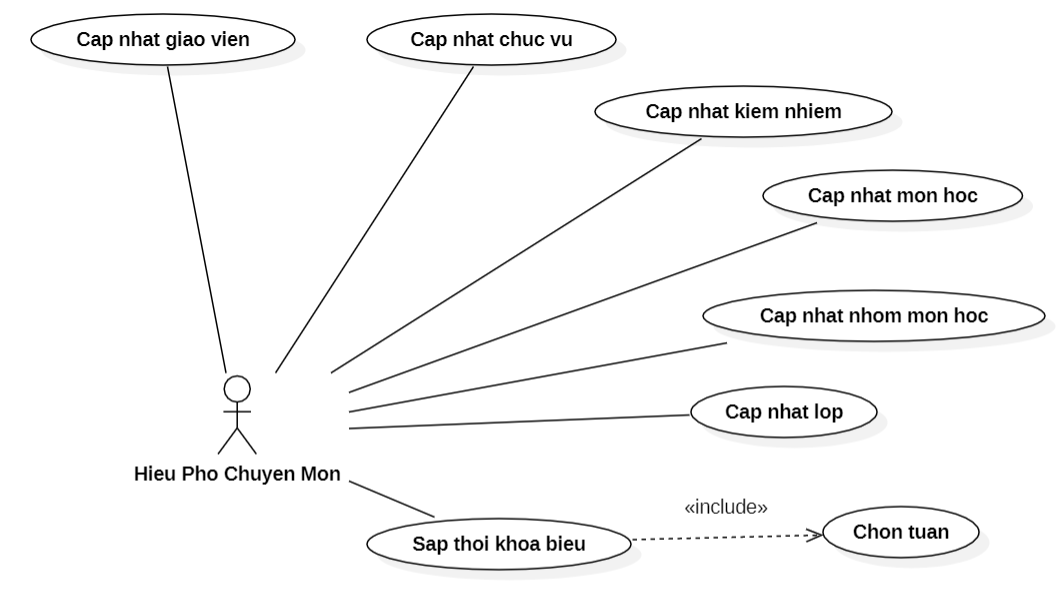 Cap nhat giao vien
Cap nhat chuc vu
Cap nhat kiem nhiem
Cap nhat mon hoc
Cap nhat nhom mon hoc
Cap nhat lop
Hieu Pho Chuyen Mon
«include»
Sap thoi khoa bieu
Chon tuan